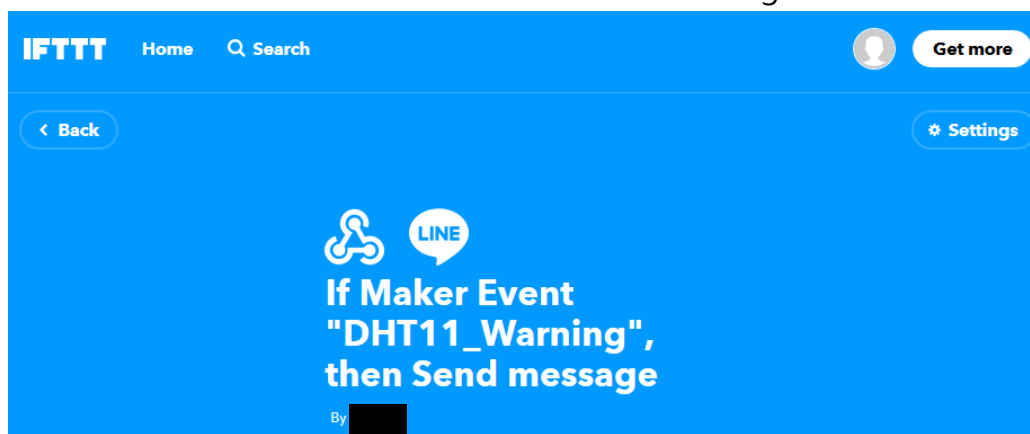 IFTTT Home Search Get more
Back Settings
LINE
If Maker Event
"DHT11_Warning",
then Send message
By